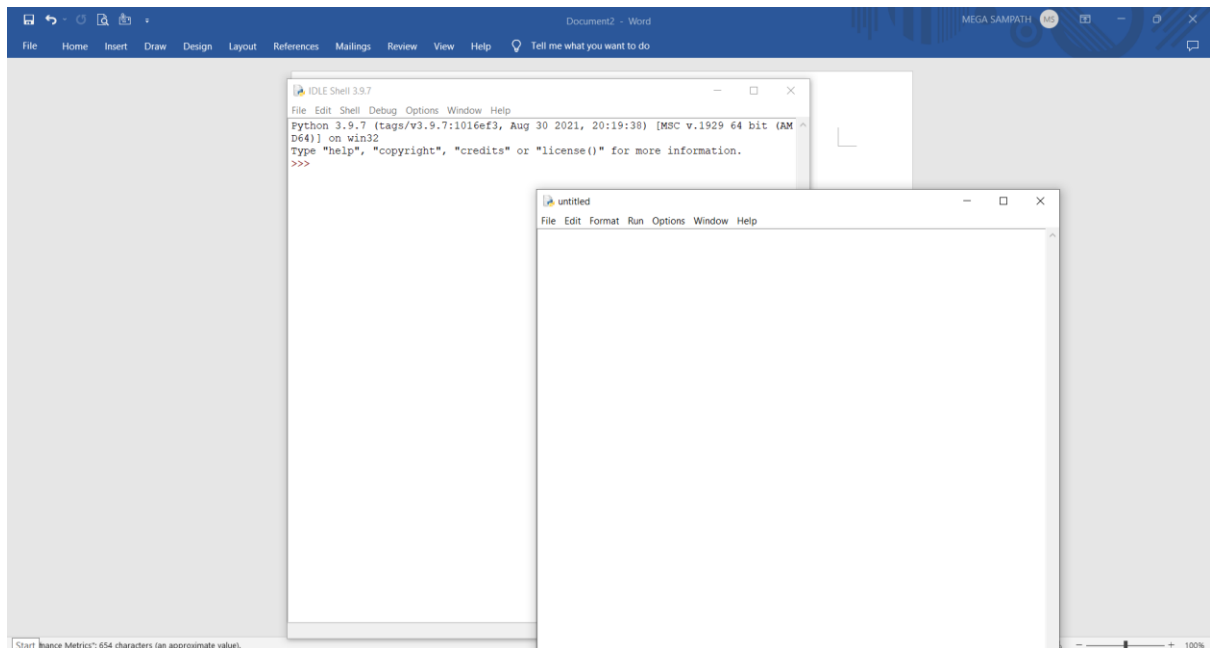 Document2 - Word
MEGA SAMPATH MS
File Home Insert Draw Design Layout References Mailings Review View Help Tell me what you want to do
IDLE Shell 3.9.7
File Edit Shell Debug Options Window Help
Python 3.9.7 (tags/v3.9.7:1016ef3, Aug 30 2021, 20:19:38) [MSC v.1929 64 bit (AM
D64)] on win32
Type "help", "copyright", "credits" or "license()" for more information.
>>>
untitled
File Edit Format Run Options Window Help
Start mance Metrics": 654 characters (an approximate value).
100%